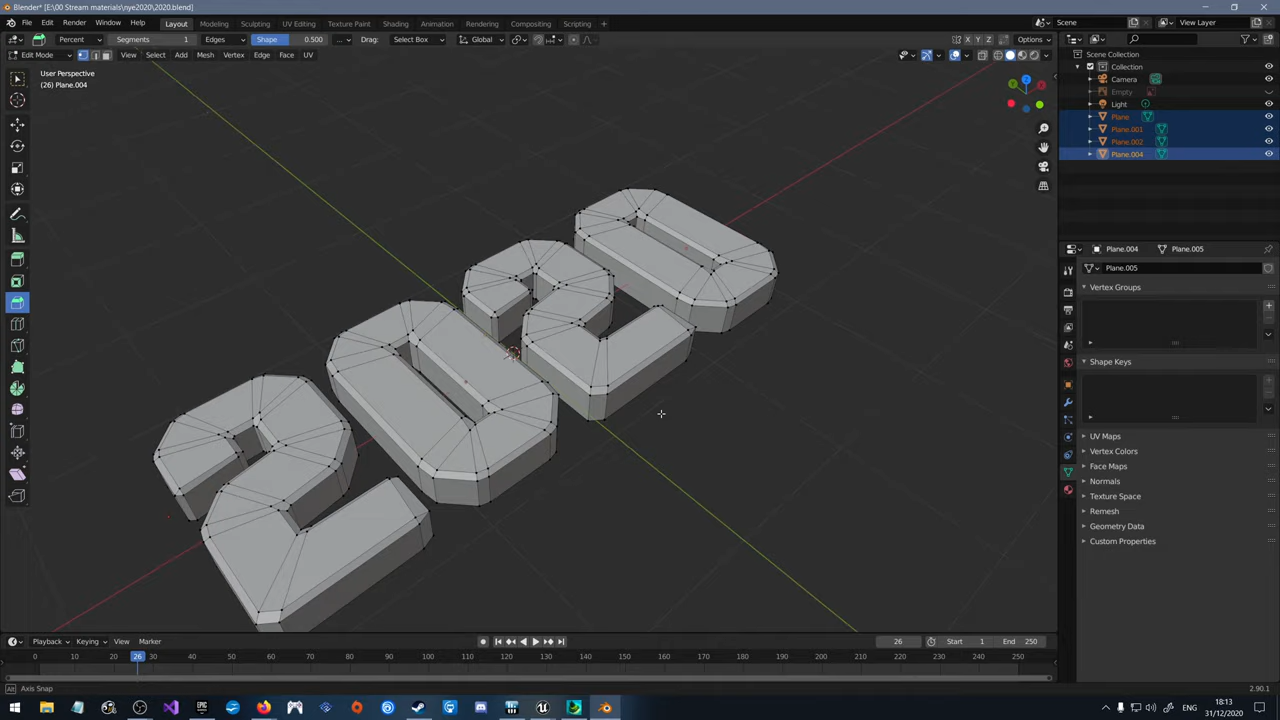 Blender* [E:\00 Stream materials\nye2020\2020.blend]
File Edit Render Window Help Layout Modeling Sculpting UV Editing Texture Paint Shading Animation Rendering Compositing Scripting + Scene View Layer
Percent Segments 1 Edges Shape 0.500 ... Drag: Select Box Global X Y Z Options
Edit Mode View Select Add Mesh Vertex Edge Face UV
User Perspective
(26) Plane.004
Scene Collection
Collection
Camera
Empty
Light
Plane
Plane.001
Plane.002
Plane.004
Plane.004 Plane.005
Plane.005
Vertex Groups
Shape Keys
UV Maps
Vertex Colors
Face Maps
Normals
Texture Space
Remesh
Geometry Data
Custom Properties
2020
Playback Keying View Marker 26 Start 1 End 250
0 10 20 26 30 40 50 60 70 80 90 100 110 120 130 140 150 160 170 180 190 200 210 220 230 240 250
Alt Axis Snap 2.90.1
ENG 18:13
31/12/2020